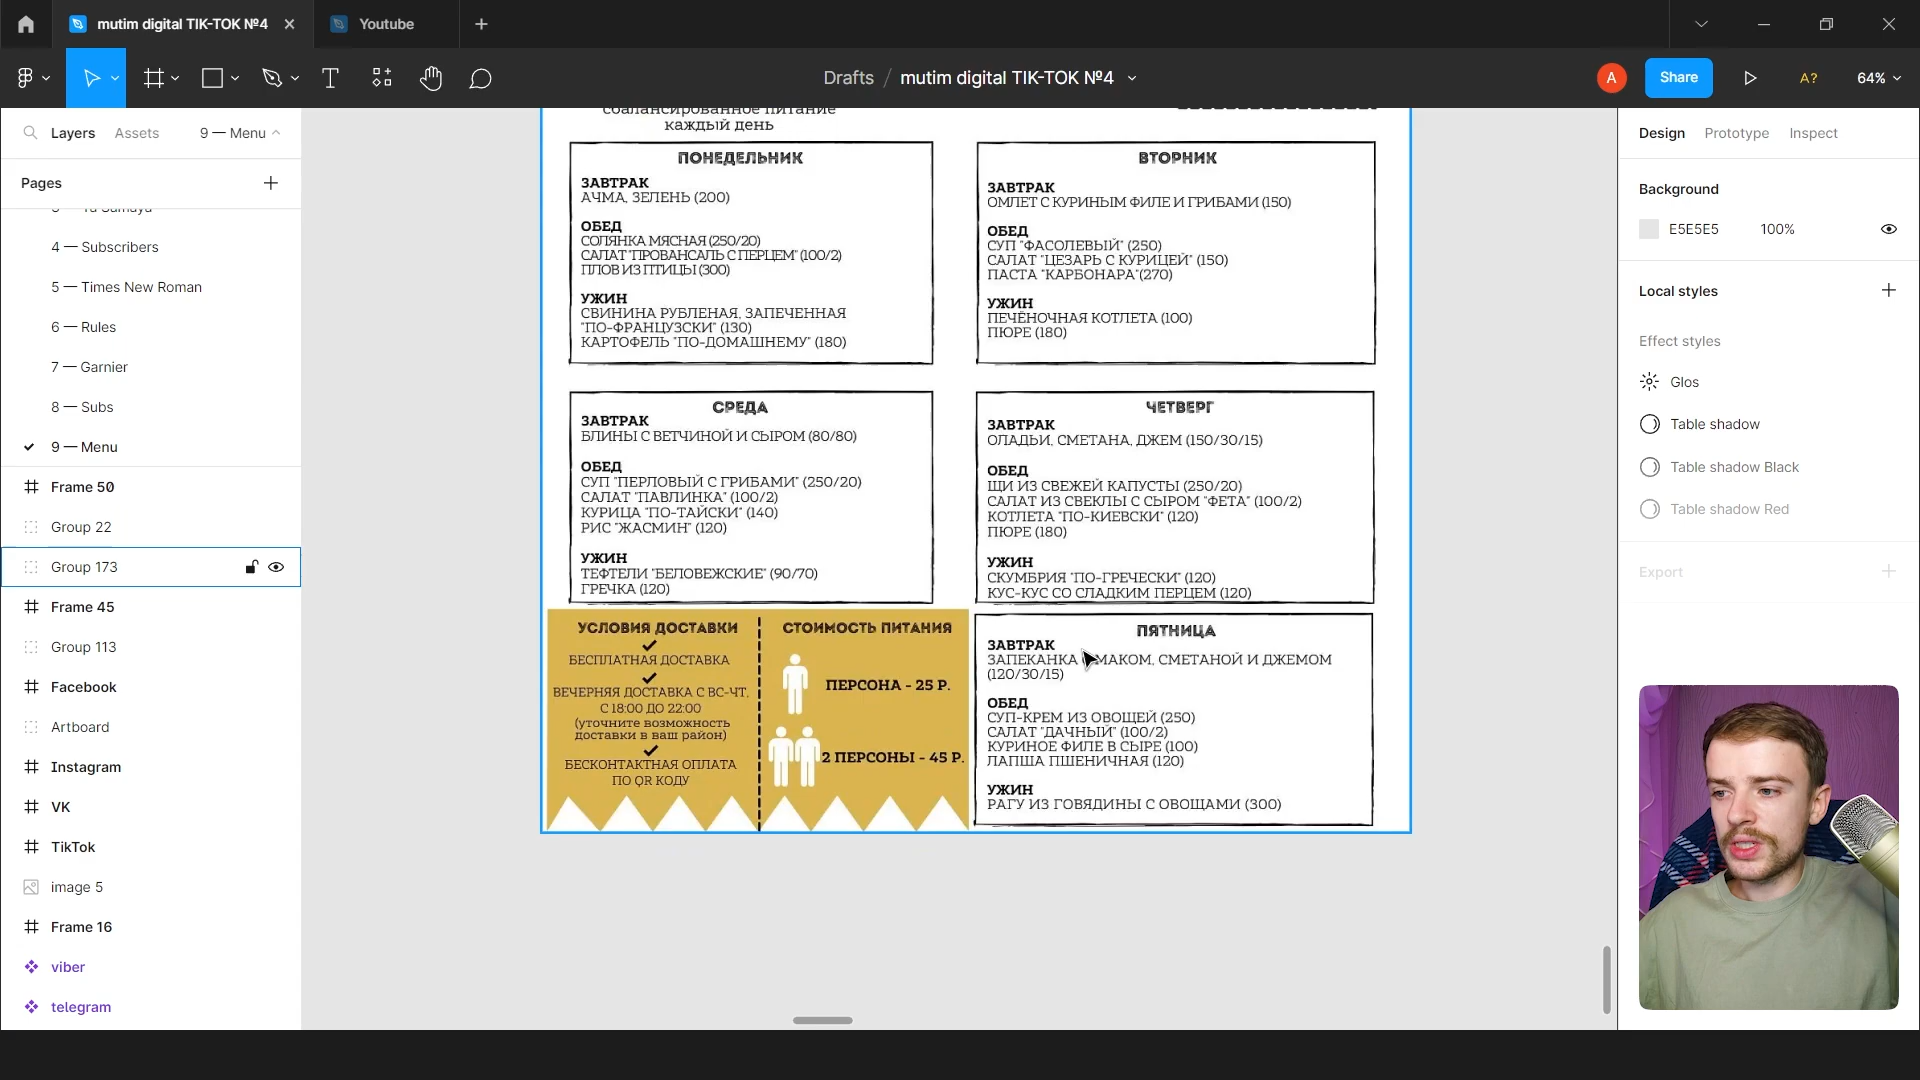 mutim digital TIK-TOK №4
Youtube
Drafts / mutim digital TIK-TOK №4
A
Share
A?
64%
Layers
Assets
9 — Menu
Pages
4 — Subscribers
5 — Times New Roman
6 — Rules
7 — Garnier
8 — Subs
9 — Menu
Frame 50
Group 22
Group 173
Frame 45
Group 113
Facebook
Artboard
Instagram
VK
TikTok
image 5
Frame 16
viber
telegram
сбалансированное питание
каждый день
ПОНЕДЕЛЬНИК
ЗАВТРАК
АЧМА, ЗЕЛЕНЬ (200)
ОБЕД
СОЛЯНКА МЯСНАЯ (250/20)
САЛАТ "ПРОВАНСАЛЬ С ПЕРЦЕМ" (100/2)
ПЛОВ ИЗ ПТИЦЫ (300)
УЖИН
СВИНИНА РУБЛЕНАЯ, ЗАПЕЧЕННАЯ
"ПО-ФРАНЦУЗСКИ" (130)
КАРТОФЕЛЬ "ПО-ДОМАШНЕМУ" (180)
ВТОРНИК
ЗАВТРАК
ОМЛЕТ С КУРИНЫМ ФИЛЕ И ГРИБАМИ (150)
ОБЕД
СУП "ФАСОЛЕВЫЙ" (250)
САЛАТ "ЦЕЗАРЬ С КУРИЦЕЙ" (150)
ПАСТА "КАРБОНАРА"(270)
УЖИН
ПЕЧЁНОЧНАЯ КОТЛЕТА (100)
ПЮРЕ (180)
СРЕДА
ЗАВТРАК
БЛИНЫ С ВЕТЧИНОЙ И СЫРОМ (80/80)
ОБЕД
СУП "ПЕРЛОВЫЙ С ГРИБАМИ" (250/20)
САЛАТ "ПАВЛИНКА" (100/2)
КУРИЦА "ПО-ТАЙСКИ" (140)
РИС "ЖАСМИН" (120)
УЖИН
ТЕФТЕЛИ "БЕЛОВЕЖСКИЕ" (90/70)
ГРЕЧКА (120)
ЧЕТВЕРГ
ЗАВТРАК
ОЛАДЬИ, СМЕТАНА, ДЖЕМ (150/30/15)
ОБЕД
ЩИ ИЗ СВЕЖЕЙ КАПУСТЫ (250/20)
САЛАТ ИЗ СВЕКЛЫ С СЫРОМ "ФЕТА" (100/2)
КОТЛЕТА "ПО-КИЕВСКИ" (120)
ПЮРЕ (180)
УЖИН
СКУМБРИЯ "ПО-ГРЕЧЕСКИ" (120)
КУС-КУС СО СЛАДКИМ ПЕРЦЕМ (120)
УСЛОВИЯ ДОСТАВКИ
БЕСПЛАТНАЯ ДОСТАВКА
ВЕЧЕРНЯЯ ДОСТАВКА С ВС-ЧТ.
С 18:00 ДО 22:00
(уточните возможность
доставки в ваш район)
БЕСКОНТАКТНАЯ ОПЛАТА
ПО QR КОДУ
СТОИМОСТЬ ПИТАНИЯ
ПЕРСОНА - 25 Р.
2 ПЕРСОНЫ - 45 Р.
ПЯТНИЦА
ЗАВТРАК
ЗАПЕКАНКА МАКОМ, СМЕТАНОЙ И ДЖЕМОМ
(120/30/15)
ОБЕД
СУП-КРЕМ ИЗ ОВОЩЕЙ (250)
САЛАТ "ДАЧНЫЙ" (100/2)
КУРИНОЕ ФИЛЕ В СЫРЕ (100)
ЛАПША ПШЕНИЧНАЯ (120)
УЖИН
РАГУ ИЗ ГОВЯДИНЫ С ОВОЩАМИ (300)
Design
Prototype
Inspect
Background
E5E5E5
100%
Local styles
Effect styles
Glos
Table shadow
Table shadow Black
Table shadow Red
Export